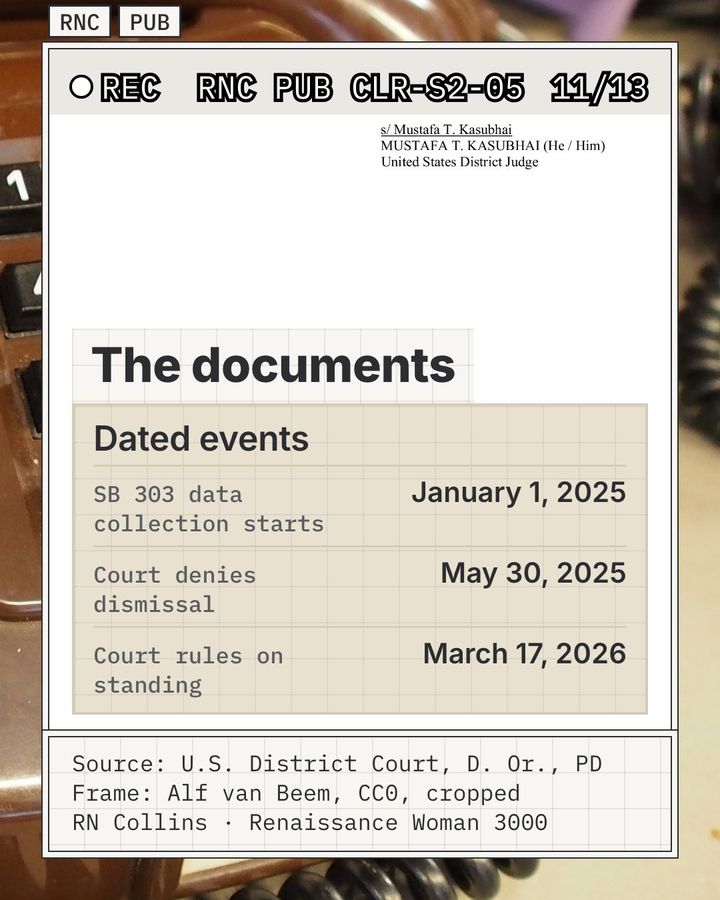 RNC PUB
REC RNC PUB CLR-S2-05 11/13
s/ Mustafa T. Kasubhai
MUSTAFA T. KASUBHAI (He / Him)
United States District Judge
The documents
Dated events
SB 303 data collection starts January 1, 2025
Court denies dismissal May 30, 2025
Court rules on standing March 17, 2026
Source: U.S. District Court, D. Or., PD
Frame: Alf van Beem, CC0, cropped
RN Collins · Renaissance Woman 3000
1